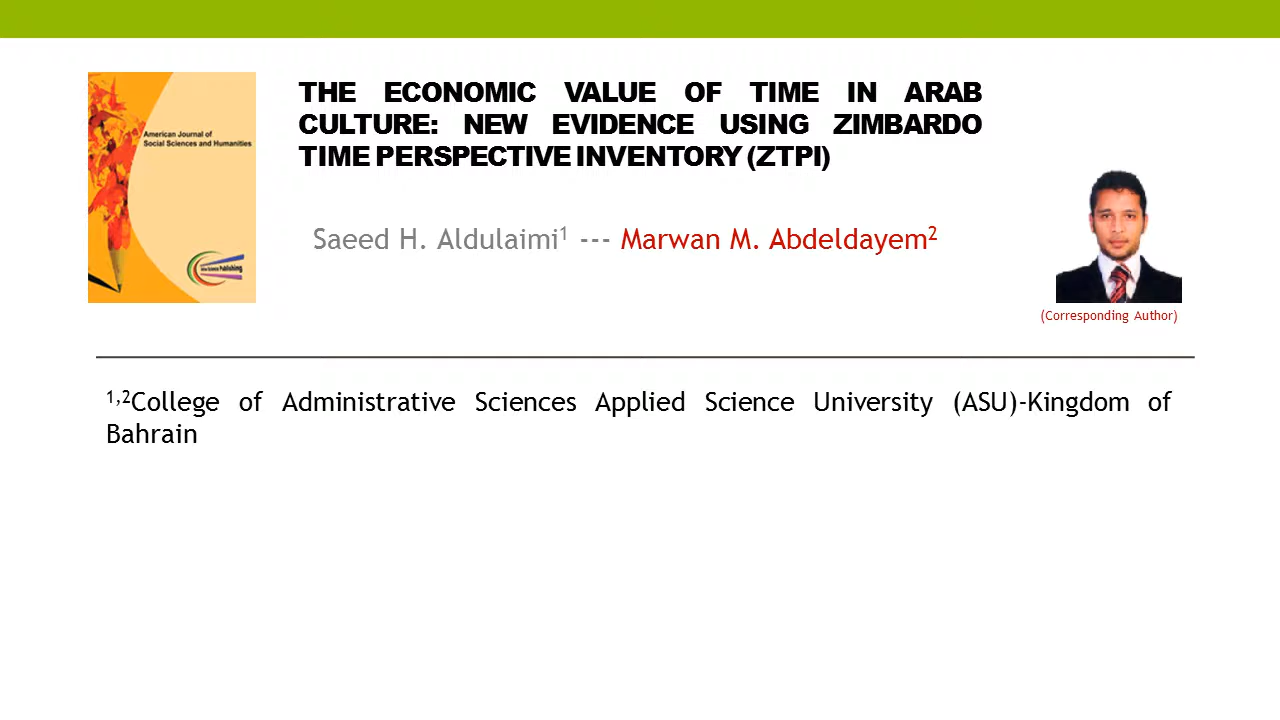 American Journal of
Social Sciences and Humanities
THE ECONOMIC VALUE OF TIME IN ARAB
CULTURE: NEW EVIDENCE USING ZIMBARDO
TIME PERSPECTIVE INVENTORY (ZTPI)
Saeed H. Aldulaimi¹ --- Marwan M. Abdeldayem²
(Corresponding Author)
¹,²College of Administrative Sciences Applied Science University (ASU)-Kingdom of
Bahrain